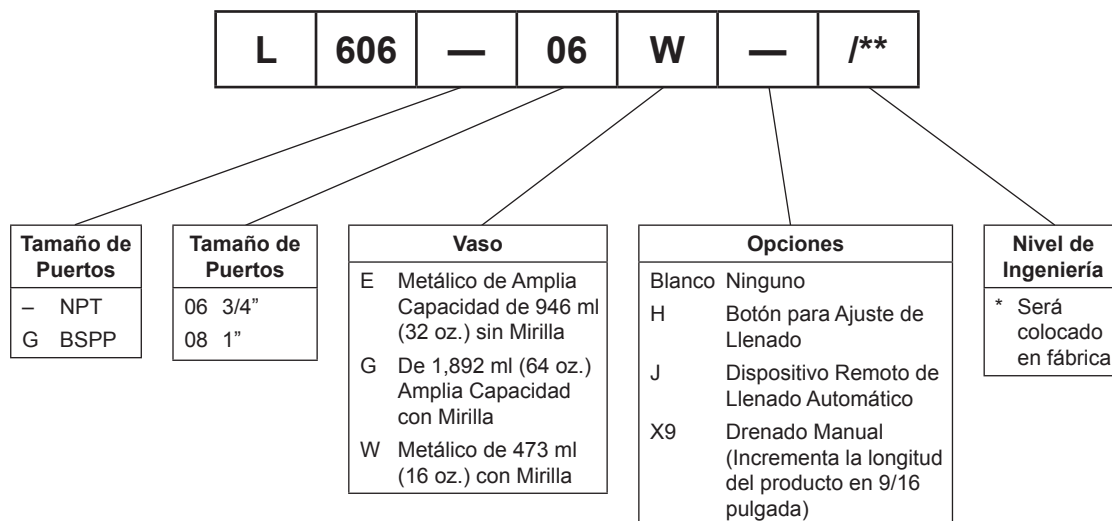 L 606 — 06 W — /**
Tamaño de
Puertos
– NPT
G BSPP
Tamaño de
Puertos
06 3/4”
08 1”
Vaso
E Metálico de Amplia
Capacidad de 946 ml
(32 oz.) sin Mirilla
G De 1,892 ml (64 oz.)
Amplia Capacidad
con Mirilla
W Metálico de 473 ml
(16 oz.) con Mirilla
Opciones
Blanco Ninguno
H Botón para Ajuste de
Llenado
J Dispositivo Remoto de
Llenado Automático
X9 Drenado Manual
(Incrementa la longitud
del producto en 9/16
pulgada)
Nivel de
Ingeniería
* Será
colocado
en fábrica